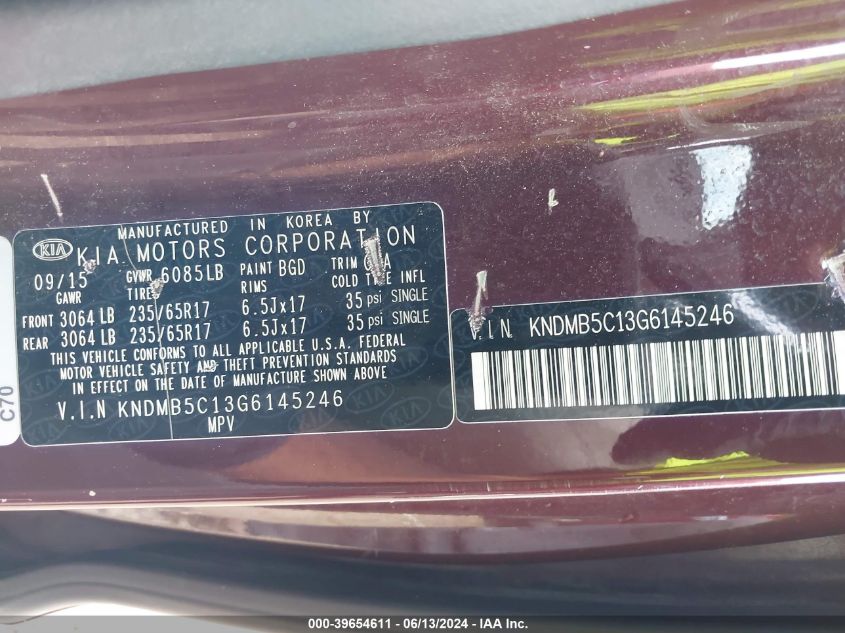 MANUFACTURED IN KOREA BY
KIA KIA MOTORS CORPORATION
09/15 GVWR 6085LB PAINT BGD TRIM
GAWR TIRE RIMS COLD TIRE INFL
FRONT 3064 LB 235/65R17 6.5Jx17 35 psi SINGLE
REAR 3064 LB 235/65R17 6.5Jx17 35 psi SINGLE
THIS VEHICLE CONFORMS TO ALL APPLICABLE U.S.A. FEDERAL
MOTOR VEHICLE SAFETY AND THEFT PREVENTION STANDARDS
IN EFFECT ON THE DATE OF MANUFACTURE SHOWN ABOVE.
V.I.N KNDMB5C13G6145246
MPV
C70
V.I.N. KNDMB5C13G6145246
000-39654611 - 06/13/2024 - IAA Inc.